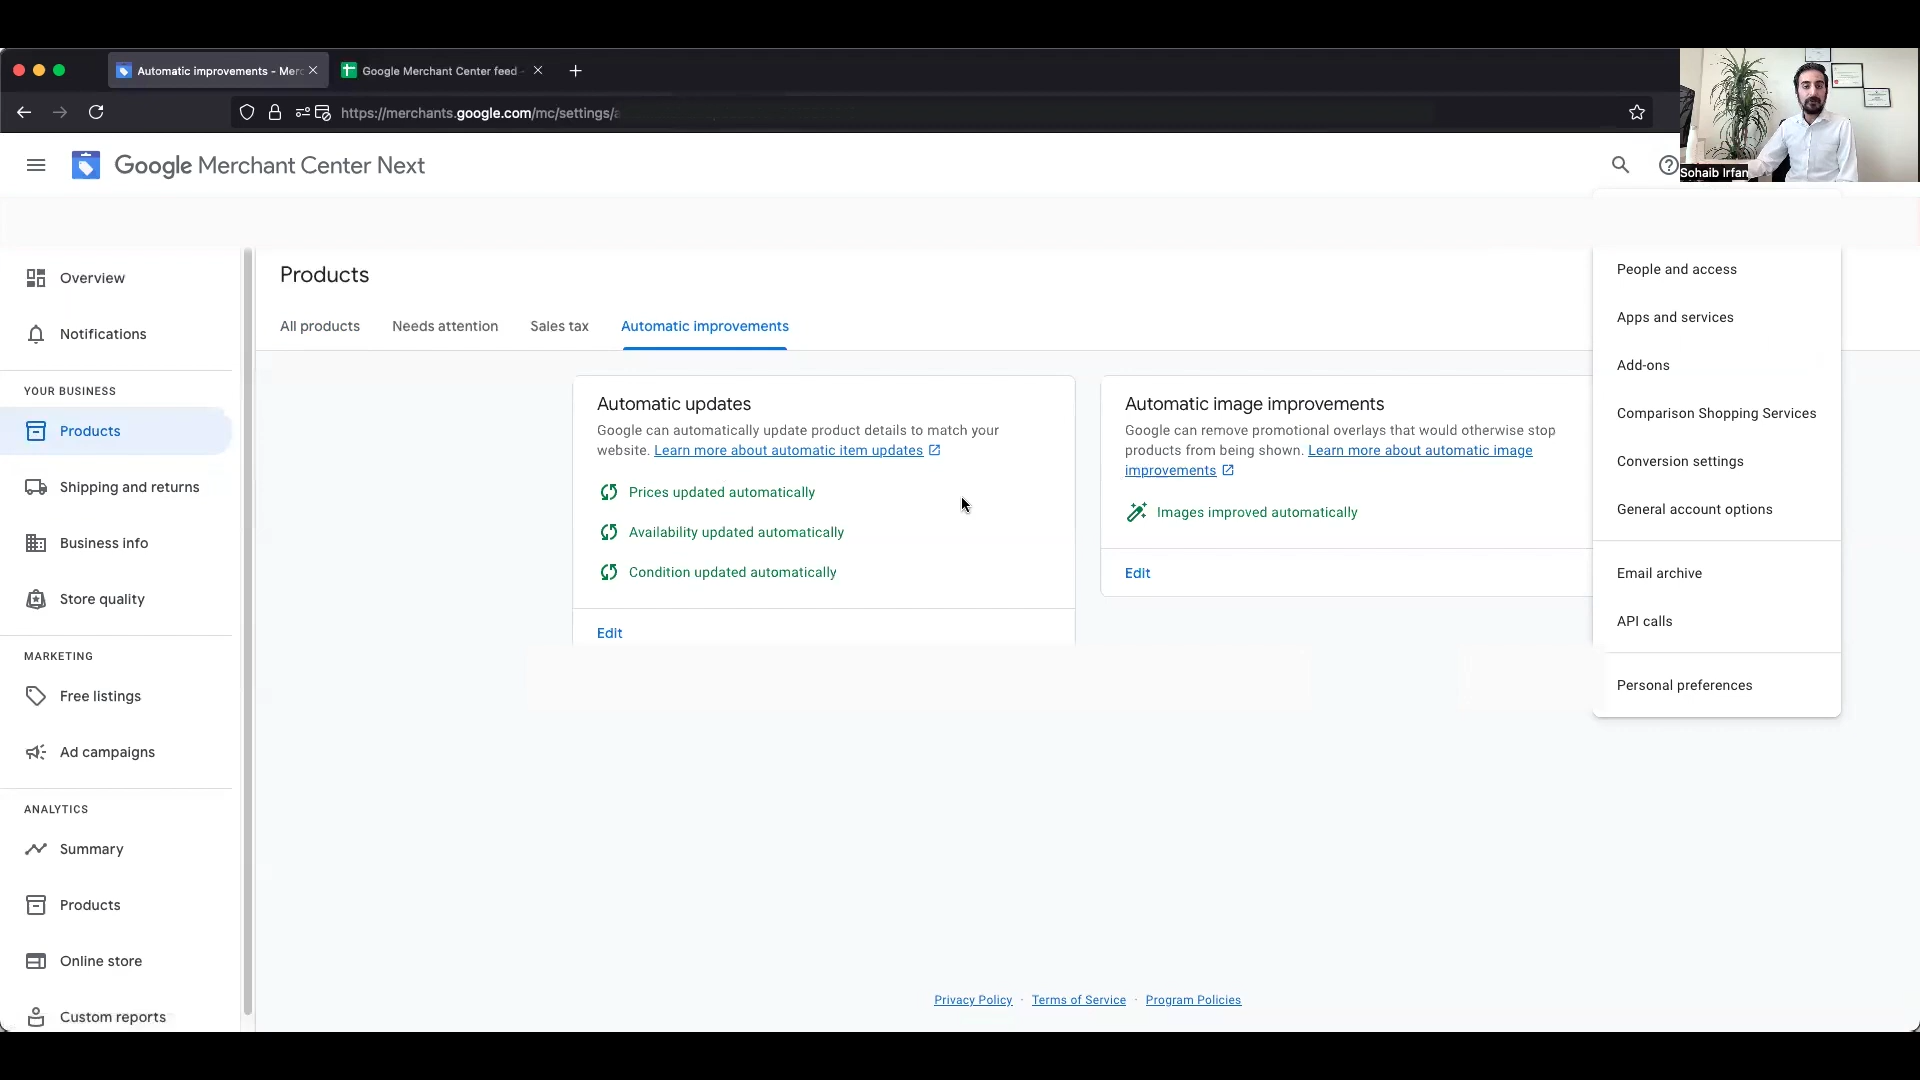 Automatic improvements - Merc
Google Merchant Center feed -
https://merchants.google.com/mc/settings/a
Sohaib Irfan
Google Merchant Center Next
Overview
Notifications
YOUR BUSINESS
Products
Shipping and returns
Business info
Store quality
MARKETING
Free listings
Ad campaigns
ANALYTICS
Summary
Products
Online store
Custom reports
Products
All products
Needs attention
Sales tax
Automatic improvements
Automatic updates
Google can automatically update product details to match your
website. Learn more about automatic item updates
Prices updated automatically
Availability updated automatically
Condition updated automatically
Edit
Automatic image improvements
Google can remove promotional overlays that would otherwise stop
products from being shown. Learn more about automatic image
improvements
Images improved automatically
Edit
People and access
Apps and services
Add-ons
Comparison Shopping Services
Conversion settings
General account options
Email archive
API calls
Personal preferences
Privacy Policy · Terms of Service · Program Policies